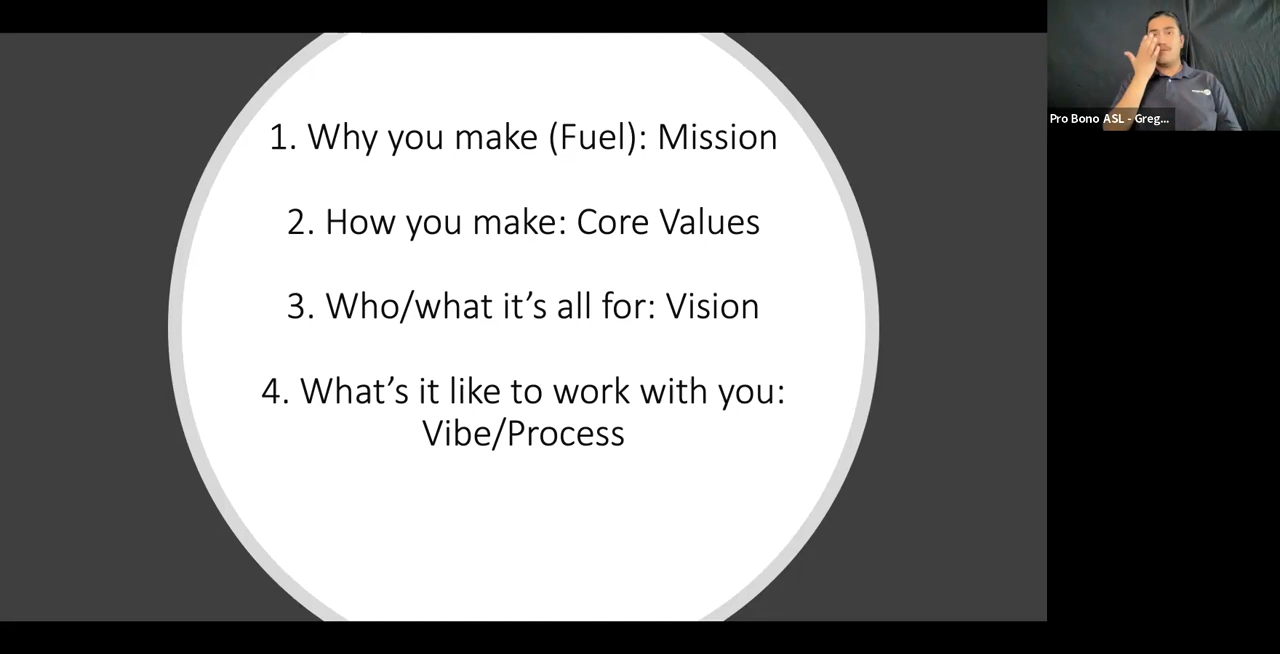 1. Why you make (Fuel): Mission
2. How you make: Core Values
3. Who/what it’s all for: Vision
4. What’s it like to work with you:
Vibe/Process
Pro Bono ASL - Greg...